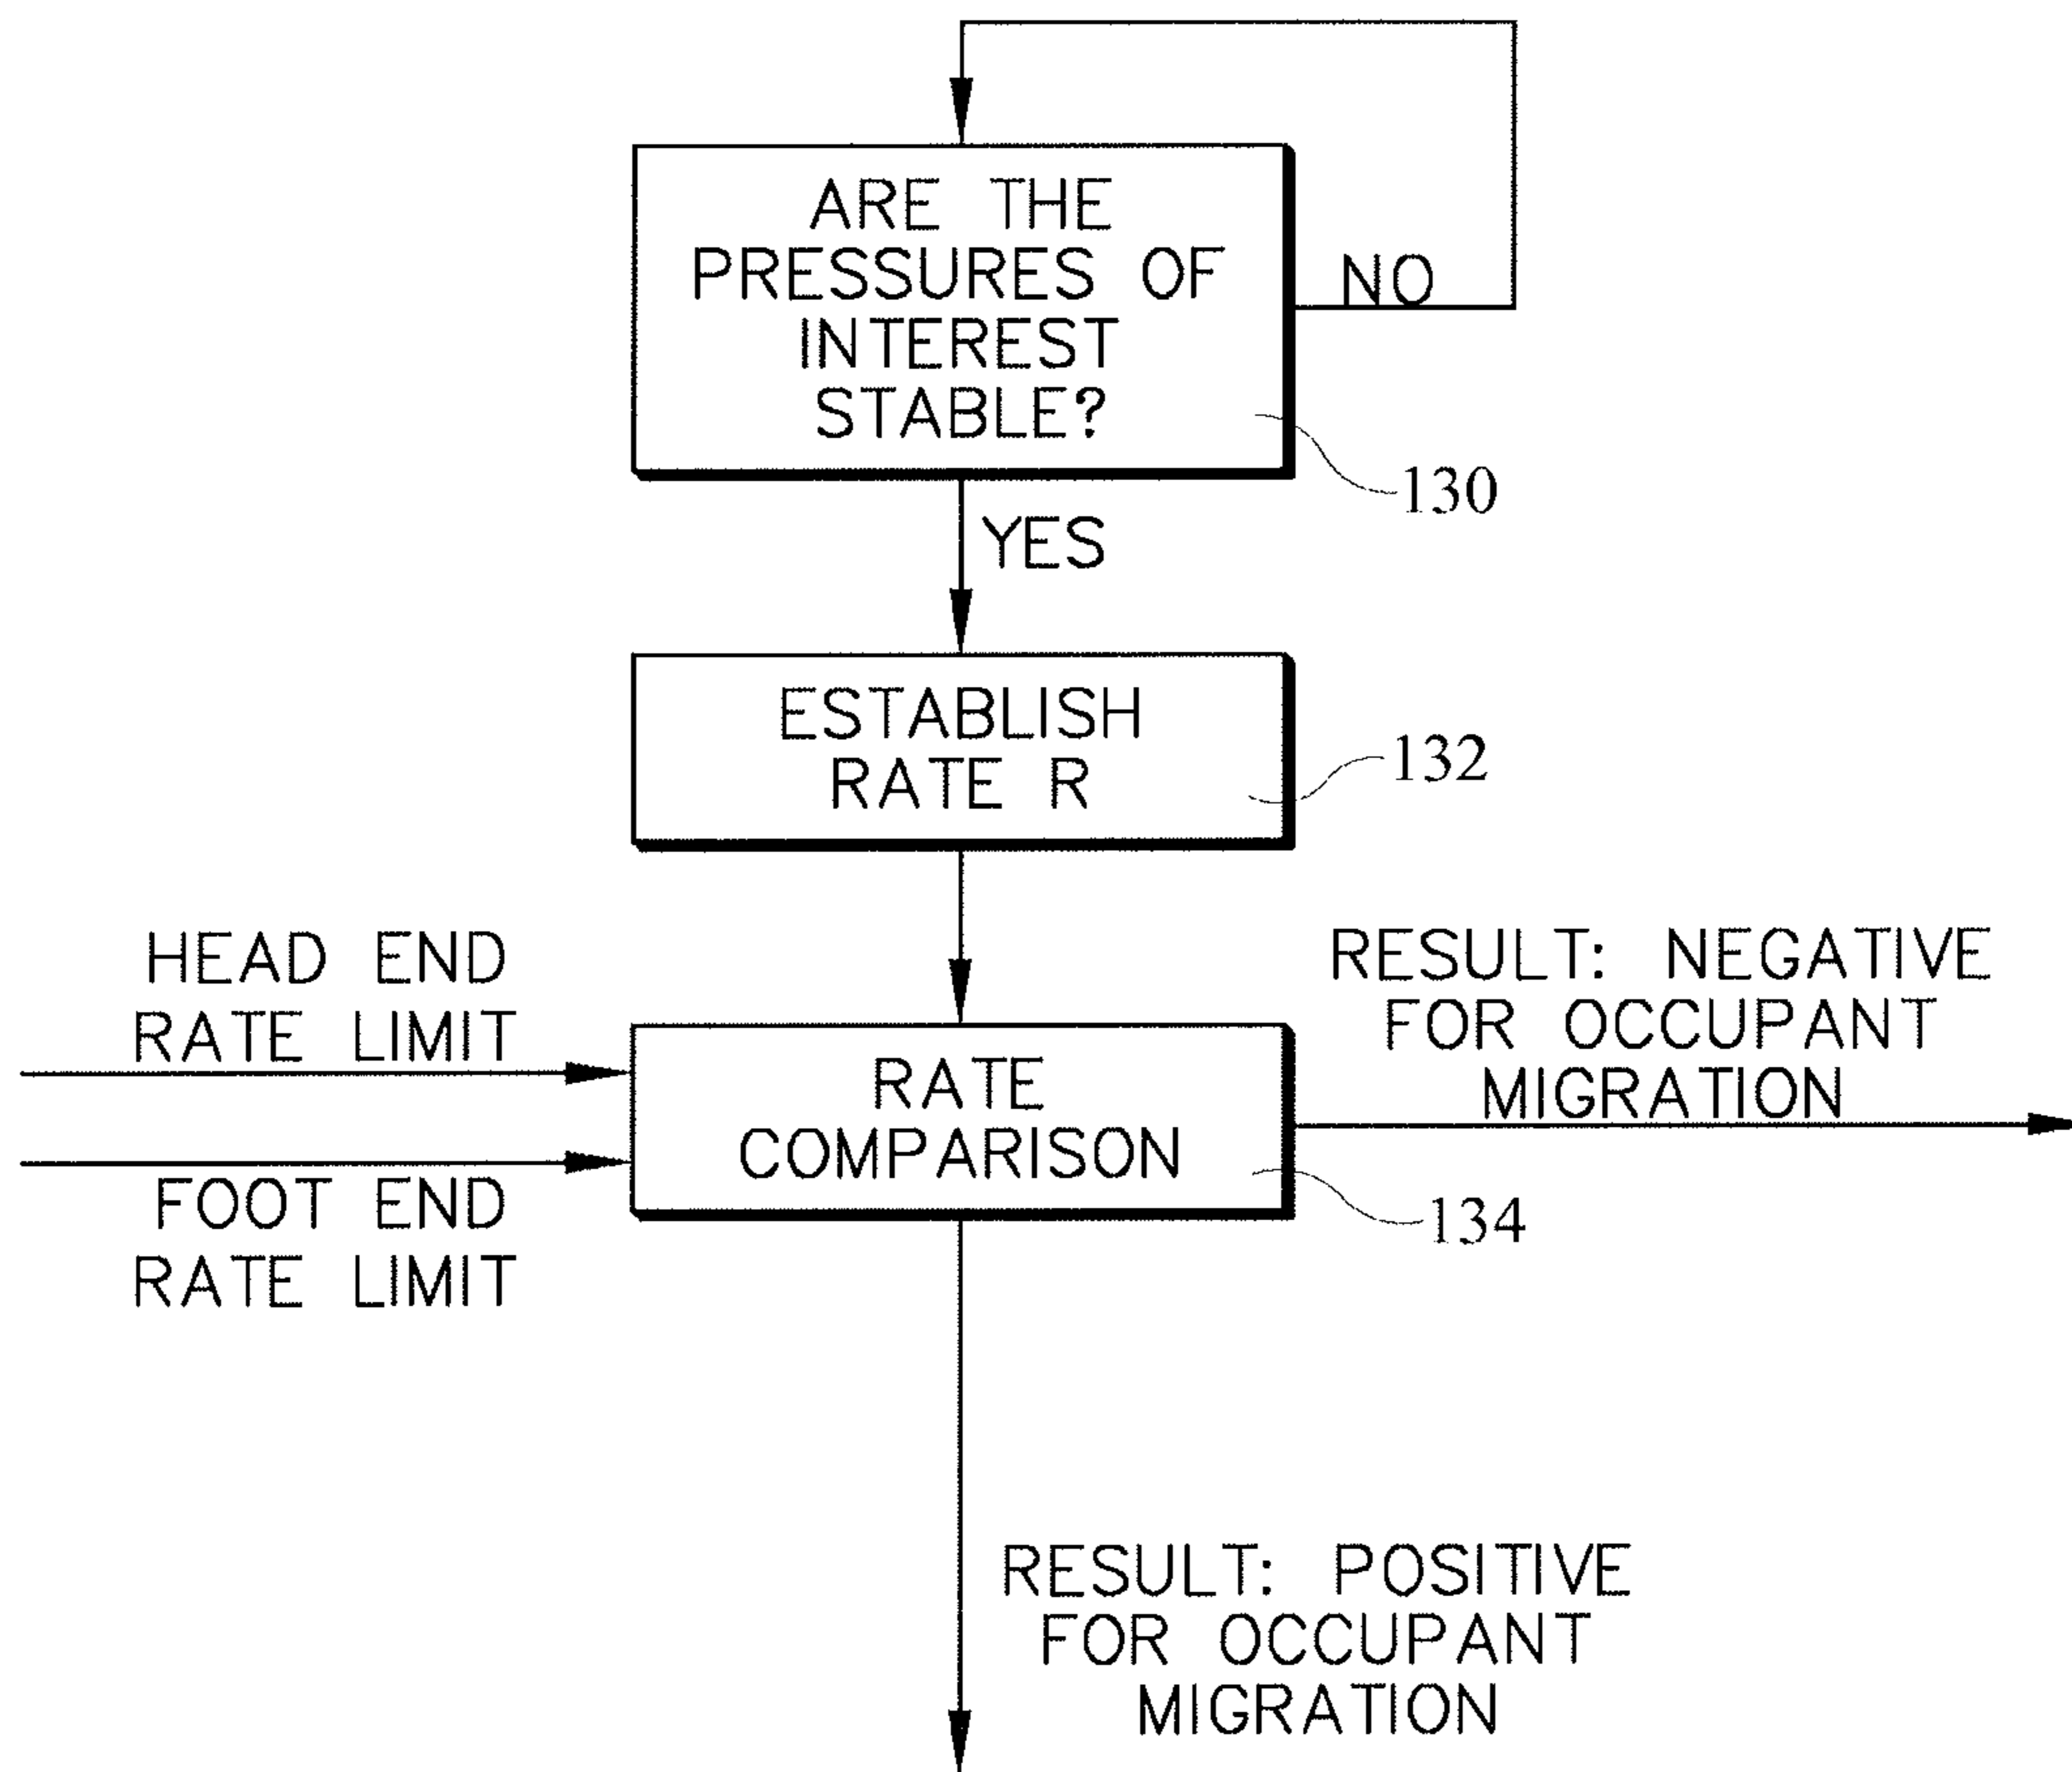 ARE THE
PRESSURES OF
INTEREST
STABLE?
NO
130
YES
ESTABLISH
RATE R
132
HEAD END
RATE LIMIT
FOOT END
RATE LIMIT
RATE
COMPARISON
134
RESULT: NEGATIVE
FOR OCCUPANT
MIGRATION
RESULT: POSITIVE
FOR OCCUPANT
MIGRATION